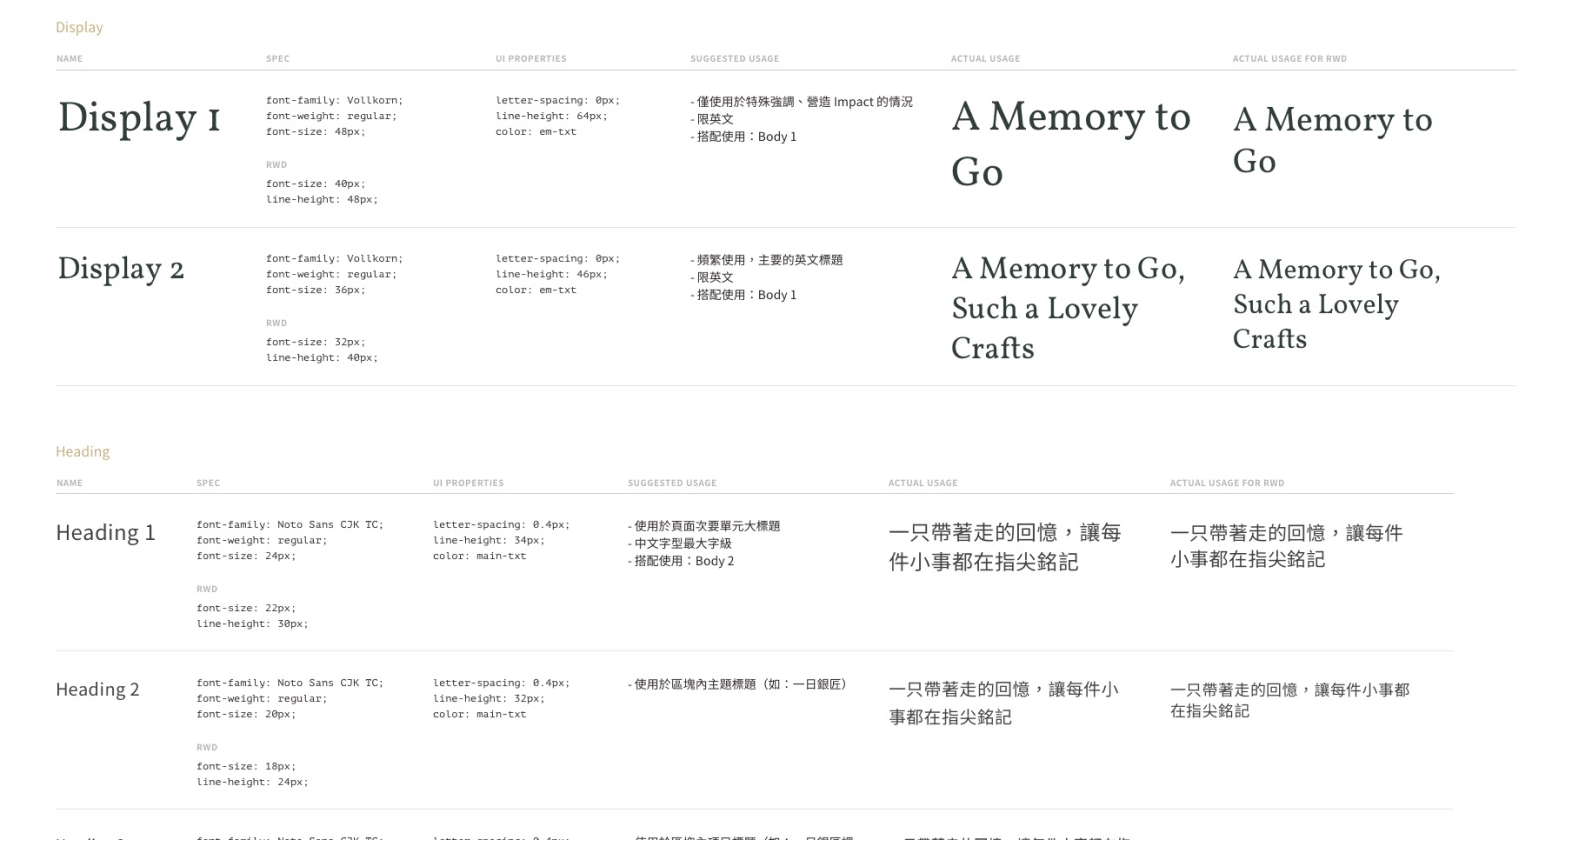 Display
NAME SPEC UI PROPERTIES SUGGESTED USAGE ACTUAL USAGE ACTUAL USAGE FOR RWD
Display 1
font-family: Vollkorn;
font-weight: regular;
font-size: 48px;
RWD
font-size: 40px;
line-height: 48px;
letter-spacing: 0px;
line-height: 64px;
color: em-txt
- 僅使用於特殊強調、營造 Impact 的情況
- 限英文
- 搭配使用：Body 1
A Memory to
Go
A Memory to
Go
Display 2
font-family: Vollkorn;
font-weight: regular;
font-size: 36px;
RWD
font-size: 32px;
line-height: 40px;
letter-spacing: 0px;
line-height: 46px;
color: em-txt
- 頻繁使用，主要的英文標題
- 限英文
- 搭配使用：Body 1
A Memory to Go,
Such a Lovely
Crafts
A Memory to Go,
Such a Lovely
Crafts
Heading
NAME SPEC UI PROPERTIES SUGGESTED USAGE ACTUAL USAGE ACTUAL USAGE FOR RWD
Heading 1
font-family: Noto Sans CJK TC;
font-weight: regular;
font-size: 24px;
RWD
font-size: 22px;
line-height: 30px;
letter-spacing: 0.4px;
line-height: 34px;
color: main-txt
- 使用於頁面次要單元大標題
- 中文字型最大字級
- 搭配使用：Body 2
一只帶著走的回憶，讓每
件小事都在指尖銘記
一只帶著走的回憶，讓每件
小事都在指尖銘記
Heading 2
font-family: Noto Sans CJK TC;
font-weight: regular;
font-size: 20px;
RWD
font-size: 18px;
line-height: 24px;
letter-spacing: 0.4px;
line-height: 32px;
color: main-txt
- 使用於區塊內主題標題（如：一日銀匠）
一只帶著走的回憶，讓每件小
事都在指尖銘記
一只帶著走的回憶，讓每件小事都
在指尖銘記